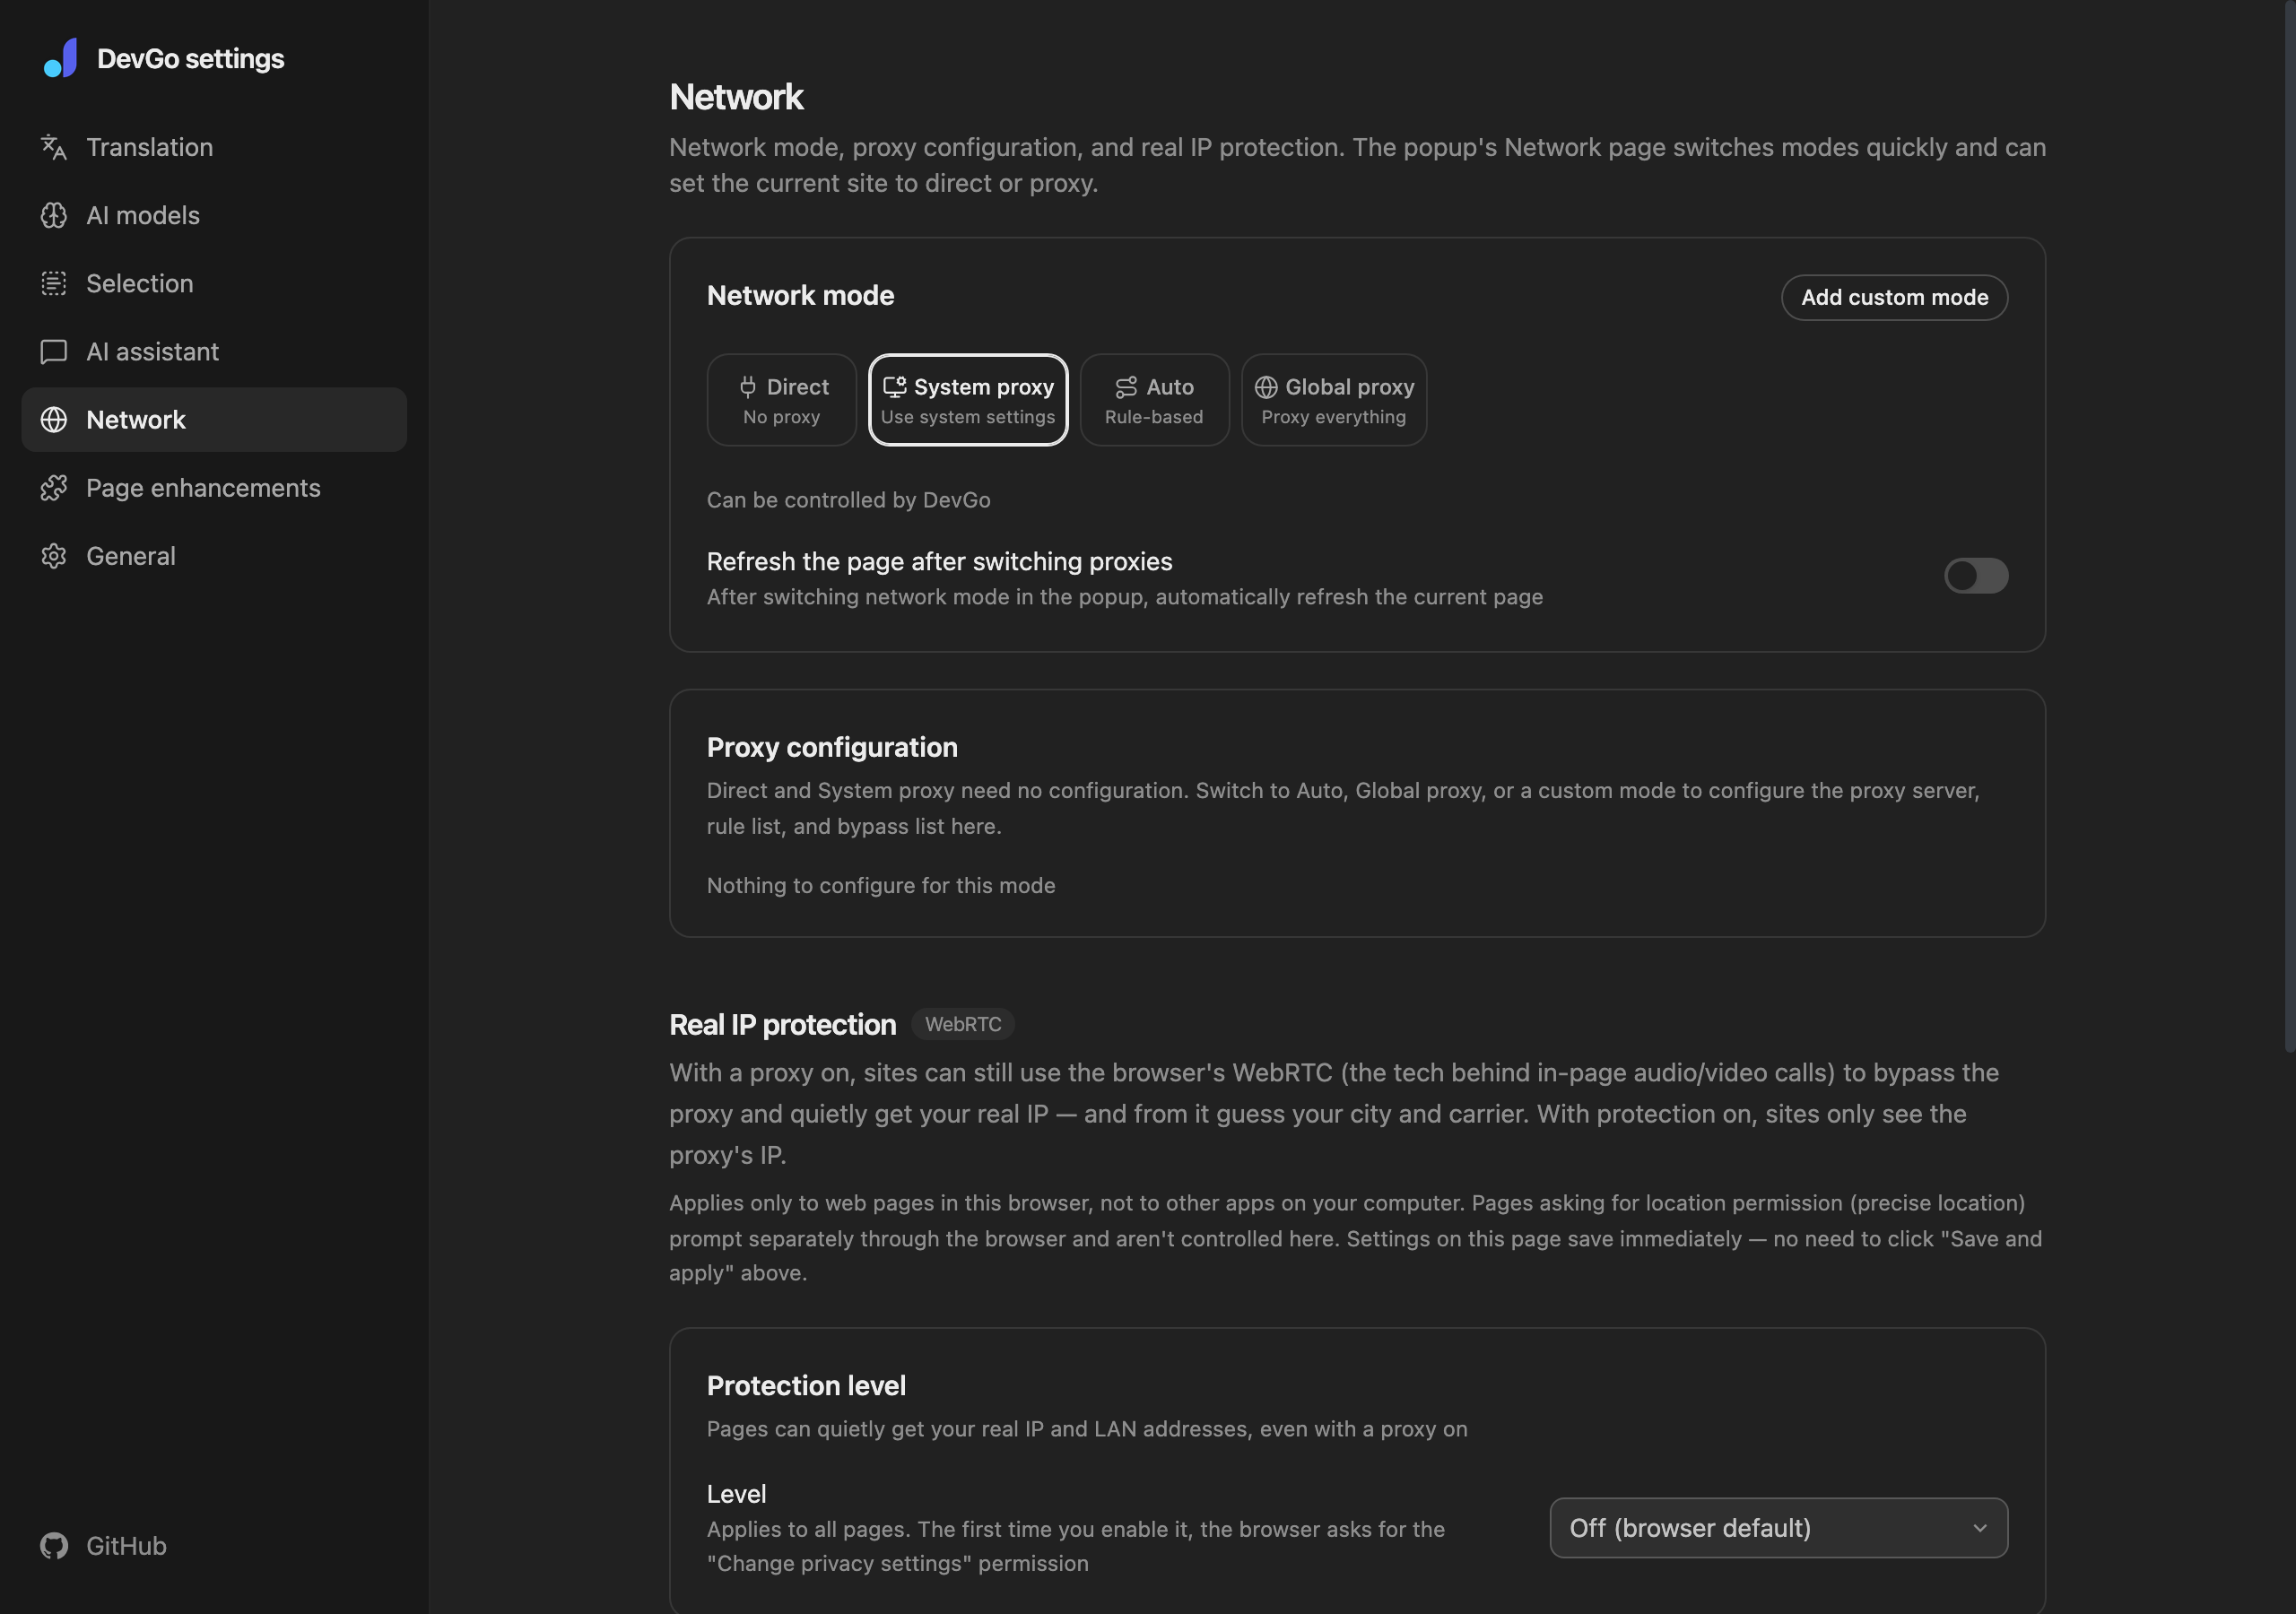 DevGo settings
Translation
AI models
Selection
AI assistant
Network
Page enhancements
General
GitHub
Network
Network mode, proxy configuration, and real IP protection. The popup's Network page switches modes quickly and can
set the current site to direct or proxy.
Network mode
Add custom mode
Direct
No proxy
System proxy
Use system settings
Auto
Rule-based
Global proxy
Proxy everything
Can be controlled by DevGo
Refresh the page after switching proxies
After switching network mode in the popup, automatically refresh the current page
Proxy configuration
Direct and System proxy need no configuration. Switch to Auto, Global proxy, or a custom mode to configure the proxy server,
rule list, and bypass list here.
Nothing to configure for this mode
Real IP protection
WebRTC
With a proxy on, sites can still use the browser's WebRTC (the tech behind in-page audio/video calls) to bypass the
proxy and quietly get your real IP — and from it guess your city and carrier. With protection on, sites only see the
proxy's IP.
Applies only to web pages in this browser, not to other apps on your computer. Pages asking for location permission (precise location)
prompt separately through the browser and aren't controlled here. Settings on this page save immediately — no need to click "Save and
apply" above.
Protection level
Pages can quietly get your real IP and LAN addresses, even with a proxy on
Level
Applies to all pages. The first time you enable it, the browser asks for the
"Change privacy settings" permission
Off (browser default)